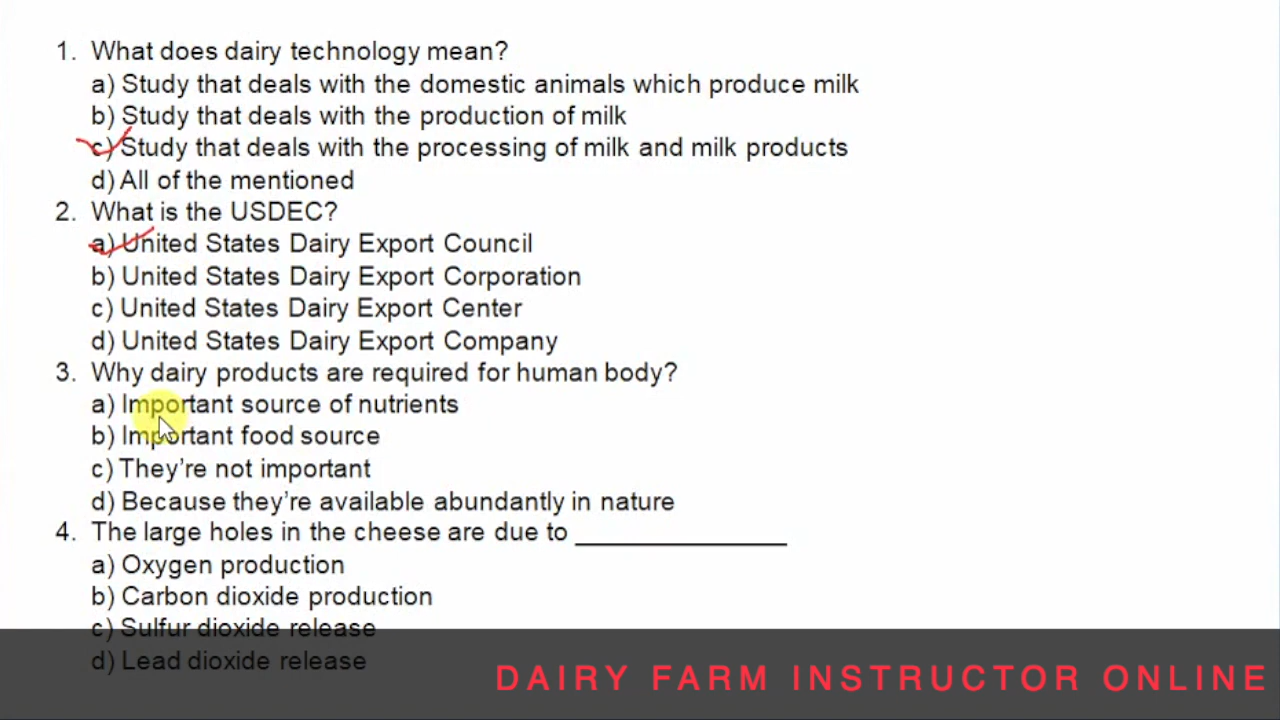 1. What does dairy technology mean?
a) Study that deals with the domestic animals which produce milk
b) Study that deals with the production of milk
c) Study that deals with the processing of milk and milk products
d) All of the mentioned
2. What is the USDEC?
a) United States Dairy Export Council
b) United States Dairy Export Corporation
c) United States Dairy Export Center
d) United States Dairy Export Company
3. Why dairy products are required for human body?
a) Important source of nutrients
b) Important food source
c) They’re not important
d) Because they’re available abundantly in nature
4. The large holes in the cheese are due to _______________
a) Oxygen production
b) Carbon dioxide production
c) Sulfur dioxide release
d) Lead dioxide release
DAIRY FARM INSTRUCTOR ONLINE